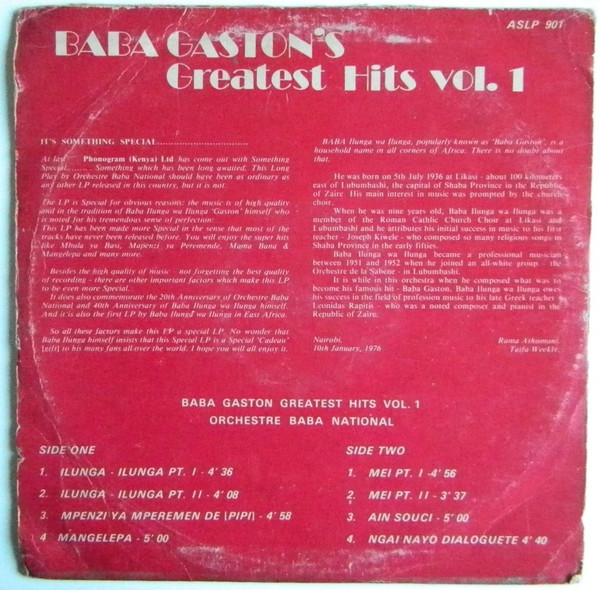 ASLP 901
BABA GASTON'S
Greatest Hits vol. 1
IT'S SOMETHING SPECIAL..............................
At last Phonogram (Kenya) Ltd has come out with Something
Special......... Something which has been long awaited. This Long
Play by Orchestre Baba National should have been as ordinary as
any other LP released in this country, but it is not.
The LP is Special for obvious reasons: the music is of high quality
and in the tradition of Baba Ilunga wa Ilunga 'Gaston' himself who
is noted for his tremendous sense of perfection.
This LP has been made more Special in the sense that most of the
tracks have never been released before. You will enjoy the super hits
like Mbula ya Basi, Mapenzi ya Peremende, Mama Bana &
Mangelepa and many more.
Besides the high quality of music - not forgetting the best quality
of recording - there are other important factors which make this LP
to be even more Special.
It does also commemorate the 20th Anniversary of Orchestre Baba
National and 40th Anniversary of Baba Ilunga wa Ilunga himself.
And it is also the first LP by Baba Ilunga wa Ilunga in East Africa.
So all these factors make this LP a special LP. No wonder that
Baba Ilunga himself insists that this Special LP is a Special 'Cadeau'
[gift] to his many fans all over the world. I hope you will all enjoy it.
BABA Ilunga wa Ilunga, popularly known as 'Baba Gaston', is a
household name in all corners of Africa. There is no doubt about
that.
He was born on 5th July 1936 at Likasi - about 100 kilometers
east of Lubumbashi, the capital of Shaba Province in the Republic
of Zaire. His main interest in music was prompted by the church
choir.
When he was nine years old, Baba Ilunga wa Ilunga was a
member of the Roman Cathlic Church Choir at Likasi and
Lubumbashi and he attributes his initial success in music to his first
teacher - Joseph Kiwele - who composed so many religious songs in
Shaba Province in the early fifties.
Baba Ilunga wa Ilunga became a professional musician
between 1951 and 1952 when he joined an all-white group - the
Orchestre de la Sabene - in Lubumbashi.
It is while in this orchestra when he composed what was to
become his famous hit - Baba Gaston. Baba Ilunga wa Ilunga owes
his success in the field of profession music to his late Greek teacher -
Leonidas Rapitis - who was a noted composer and pianist in the
Republic of Zaire.
Nairobi, Rama Athumani,
10th January, 1976 Taifa Weekly.
BABA GASTON GREATEST HITS VOL. 1
ORCHESTRE BABA NATIONAL
SIDE ONE
1. ILUNGA - ILUNGA PT. I - 4' 36
2. ILUNGA - ILUNGA PT. II - 4' 08
3. MPENZI YA MPEREMEN DE [PIPI] - 4' 58
4 MANGELEPA - 5' 00
SIDE TWO
1. MEI PT. I -4' 56
2. MEI PT. II - 3' 37
3. AIN SOUCI - 5' 00
4. NGAI NAYO DIALOGUETE 4' 40